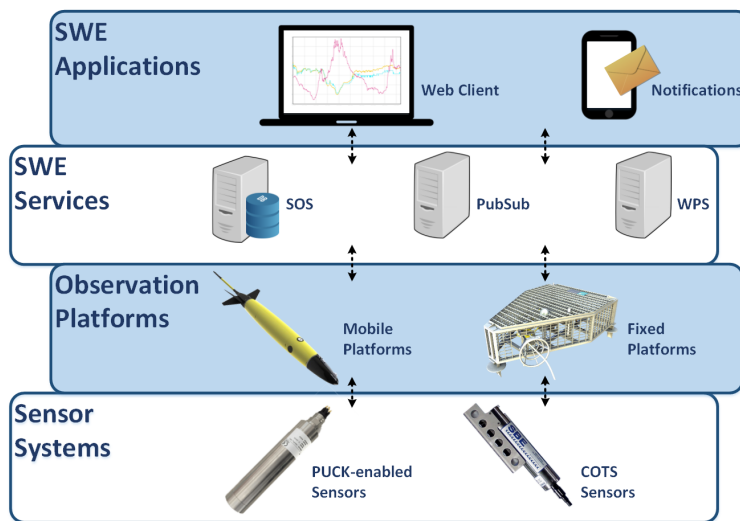 SWE
Applications
Web Client
Notifications
SWE
Services
SOS
PubSub
WPS
Observation
Platforms
Mobile
Platforms
Fixed
Platforms
Sensor
Systems
PUCK-enabled
Sensors
SBE
COTS
Sensors